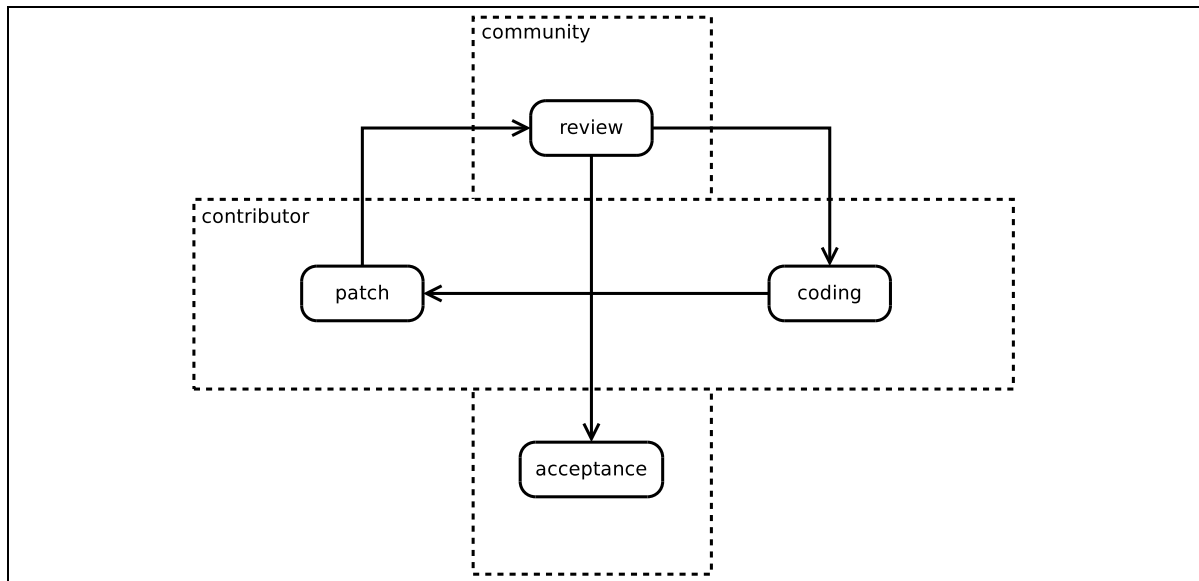 community
review
contributor
patch
coding
acceptance